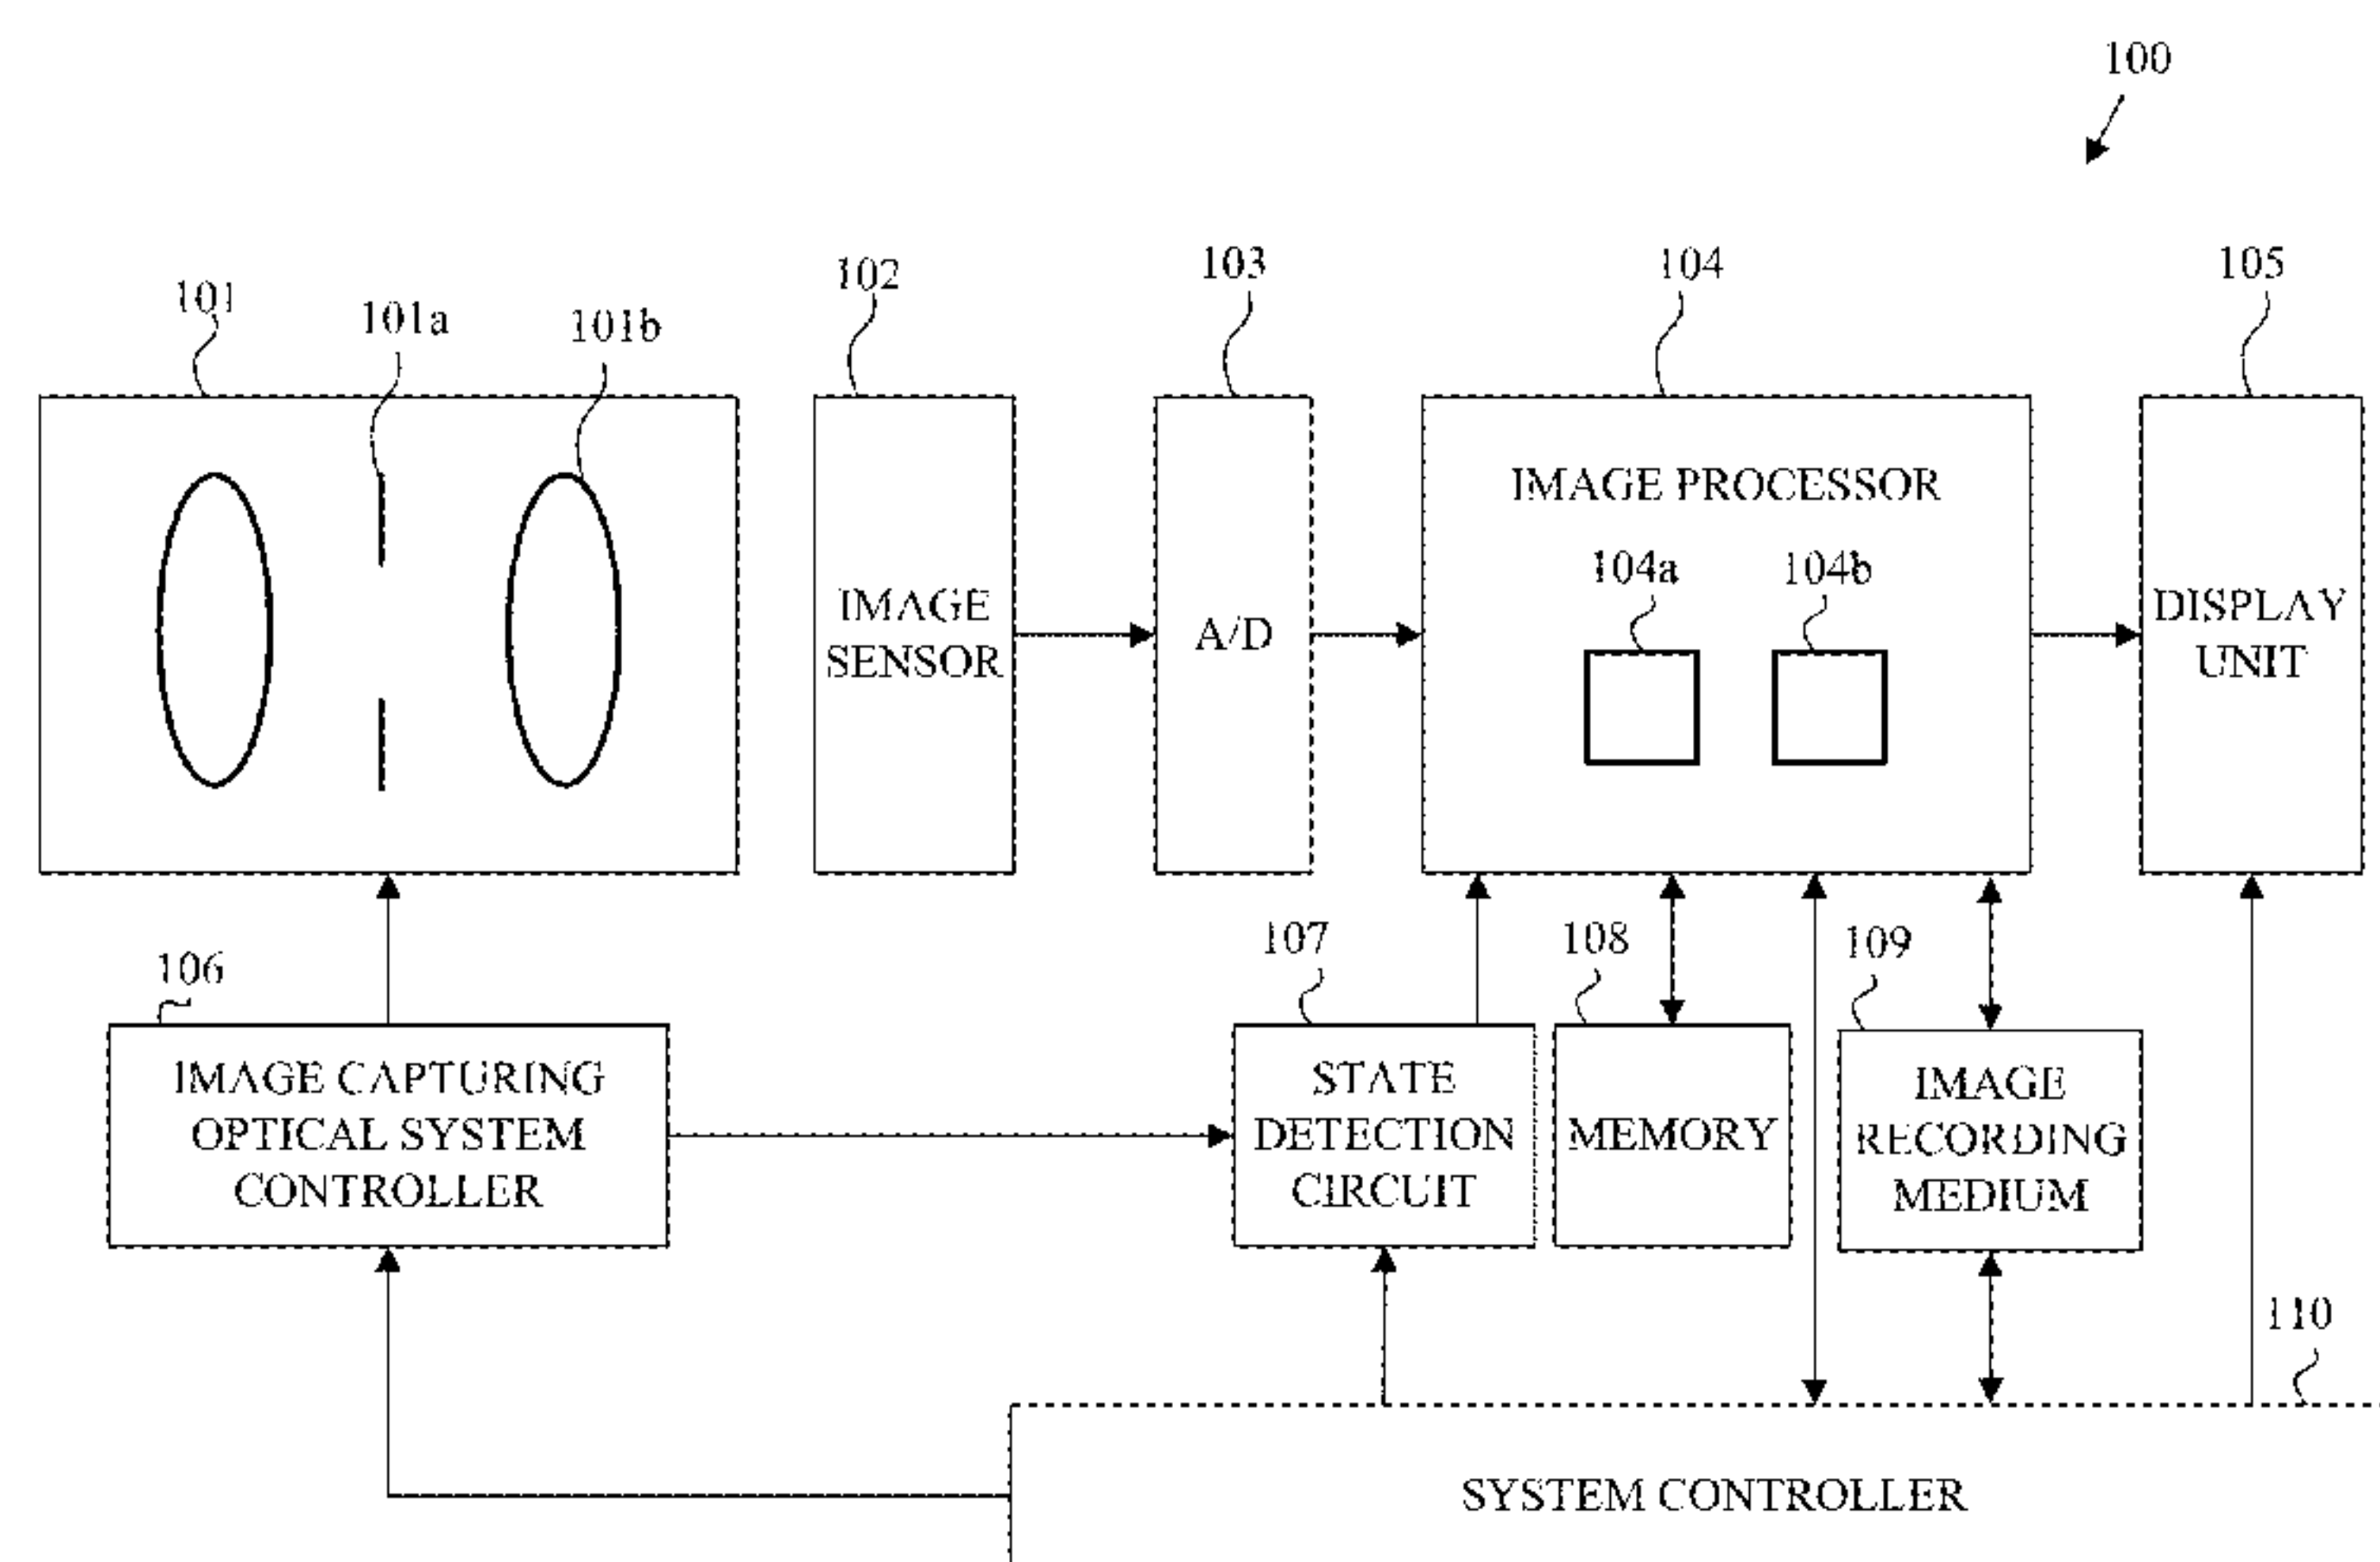 100
101
101a
101b
102
103
104
105
IMAGE
SENSOR
A/D
IMAGE PROCESSOR
104a
104b
DISPLAY
UNIT
106
107
108
109
IMAGE CAPTURING
OPTICAL SYSTEM
CONTROLLER
STATE
DETECTION
CIRCUIT
MEMORY
IMAGE
RECORDING
MEDIUM
110
SYSTEM CONTROLLER